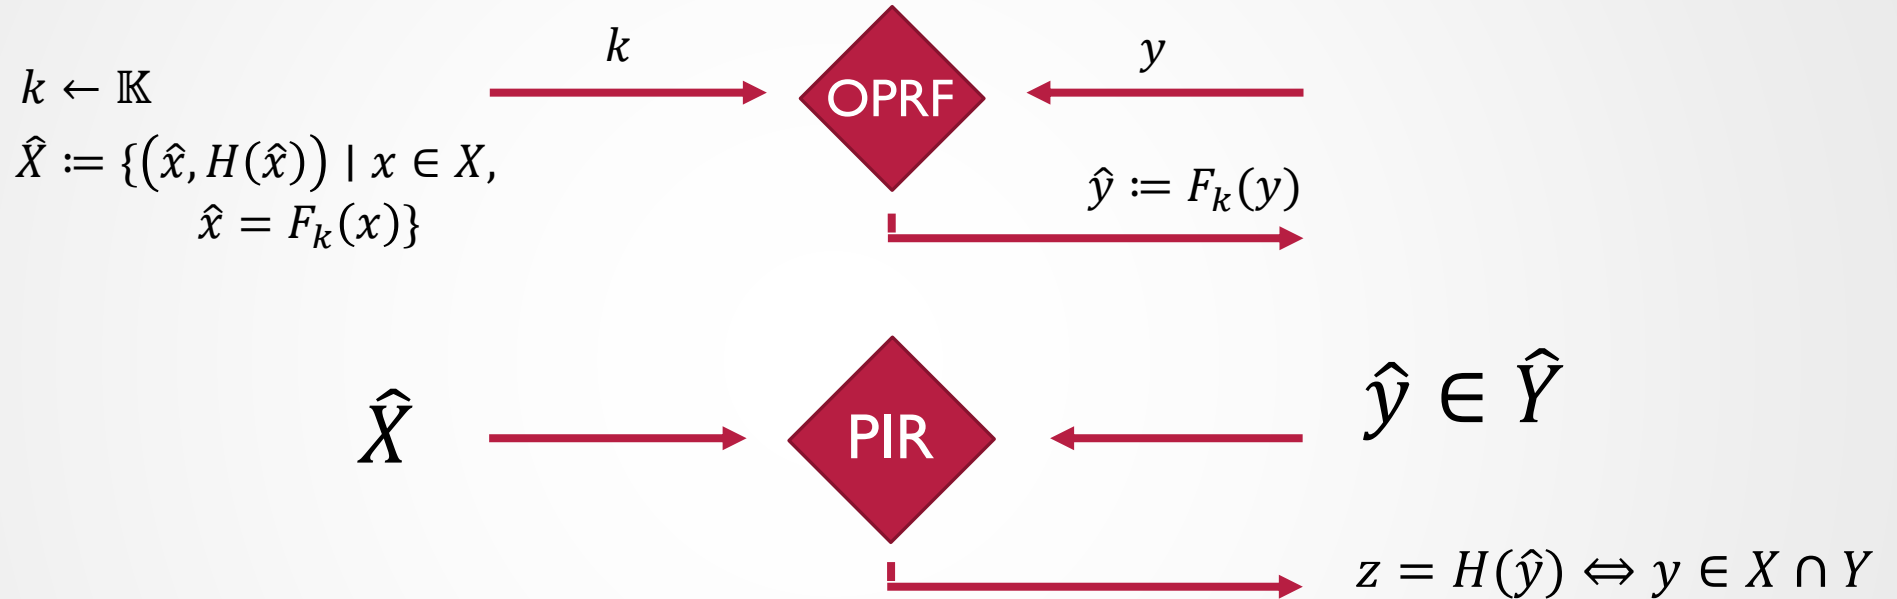 k
y
k ← 𝕂
OPRF
X̂ ≔ {(x̂, H(x̂)) | x ∈ X,
x̂ = F_k(x)}
ŷ ≔ F_k(y)
X̂
PIR
ŷ ∈ Ŷ
z = H(ŷ) ⇔ y ∈ X ∩ Y